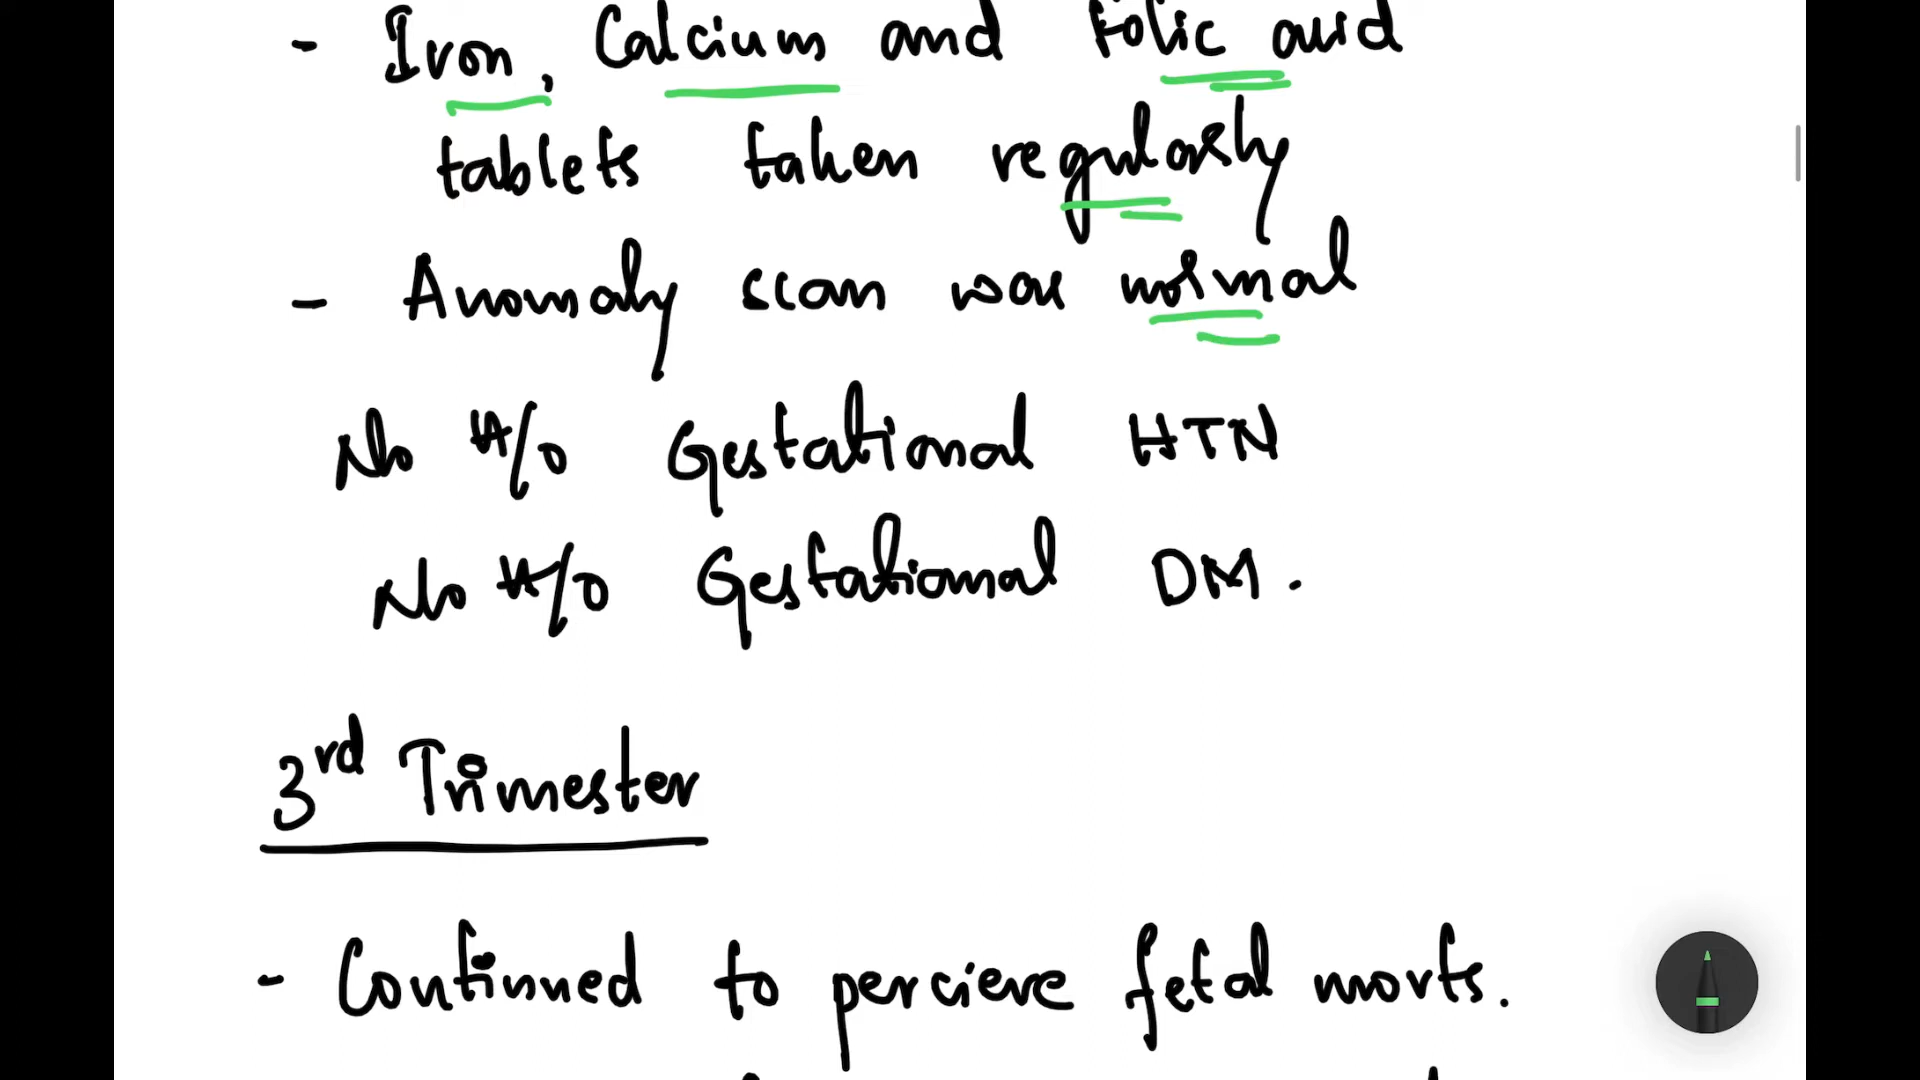 - Iron, Calcium and Folic acid
tablets taken regularly
- Anomaly scan was normal
No H/O Gestational HTN
No H/O Gestational DM.
3rd Trimester
- Continued to percieve fetal movts.